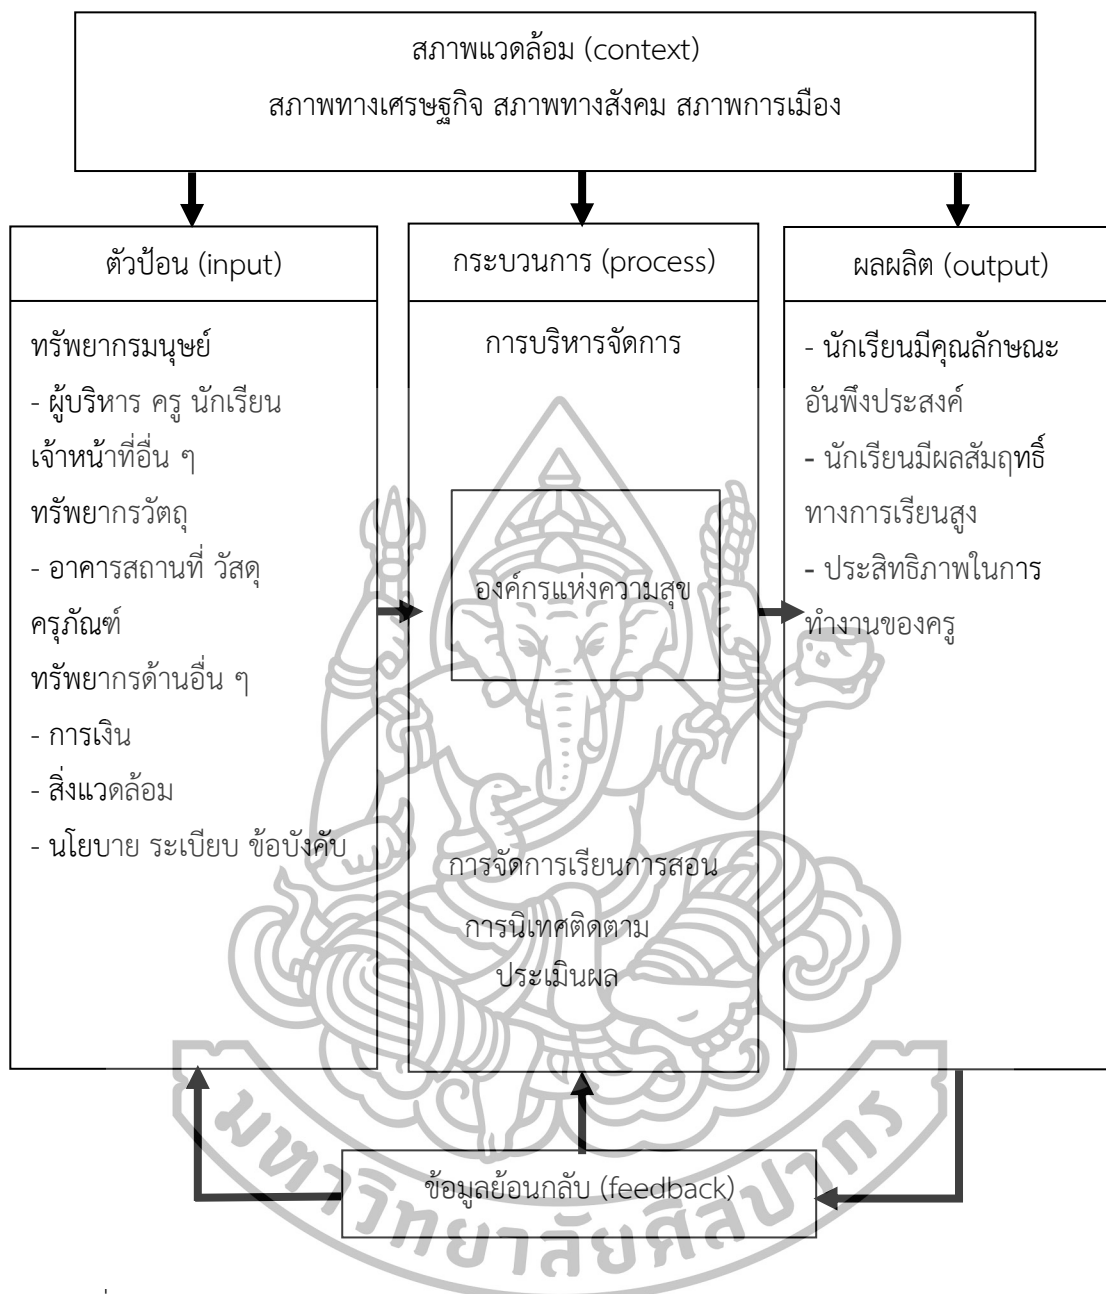 สภาพแวดล้อม (context)
สภาพทางเศรษฐกิจ สภาพทางสังคม สภาพการเมือง
ตัวป้อน (input)
ทรัพยากรมนุษย์
- ผู้บริหาร ครู นักเรียน
เจ้าหน้าที่อื่น ๆ
ทรัพยากรวัตถุ
- อาคารสถานที่ วัสดุ
ครุภัณฑ์
ทรัพยากรด้านอื่น ๆ
- การเงิน
- สิ่งแวดล้อม
- นโยบาย ระเบียบ ข้อบังคับ
กระบวนการ (process)
การบริหารจัดการ
องค์กรแห่งความสุข
การจัดการเรียนการสอน
การนิเทศติดตาม
ประเมินผล
ผลผลิต (output)
- นักเรียนมีคุณลักษณะ
อันพึงประสงค์
- นักเรียนมีผลสัมฤทธิ์
ทางการเรียนสูง
- ประสิทธิภาพในการ
ทำงานของครู
ข้อมูลย้อนกลับ (feedback)
มหาวิทยาลัยศิลปากร